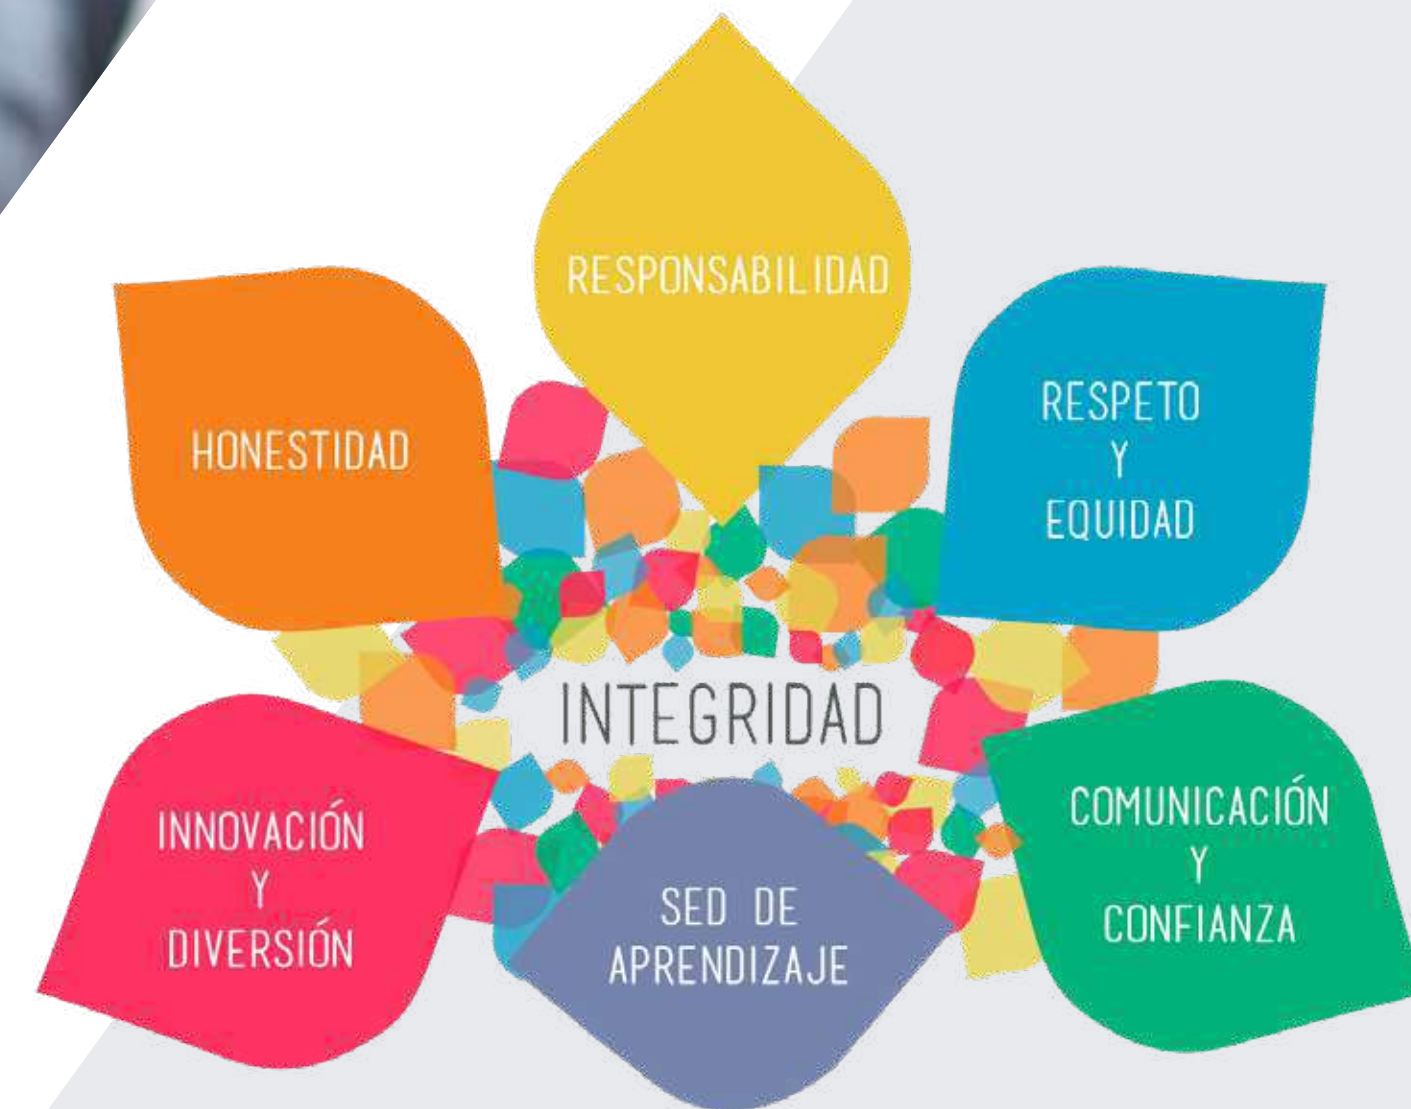 RESPONSABILIDAD
HONESTIDAD
RESPETO
Y
EQUIDAD
INTEGRIDAD
INNOVACIÓN
Y
DIVERSIÓN
SED DE
APRENDIZAJE
COMUNICACIÓN
Y
CONFIANZA